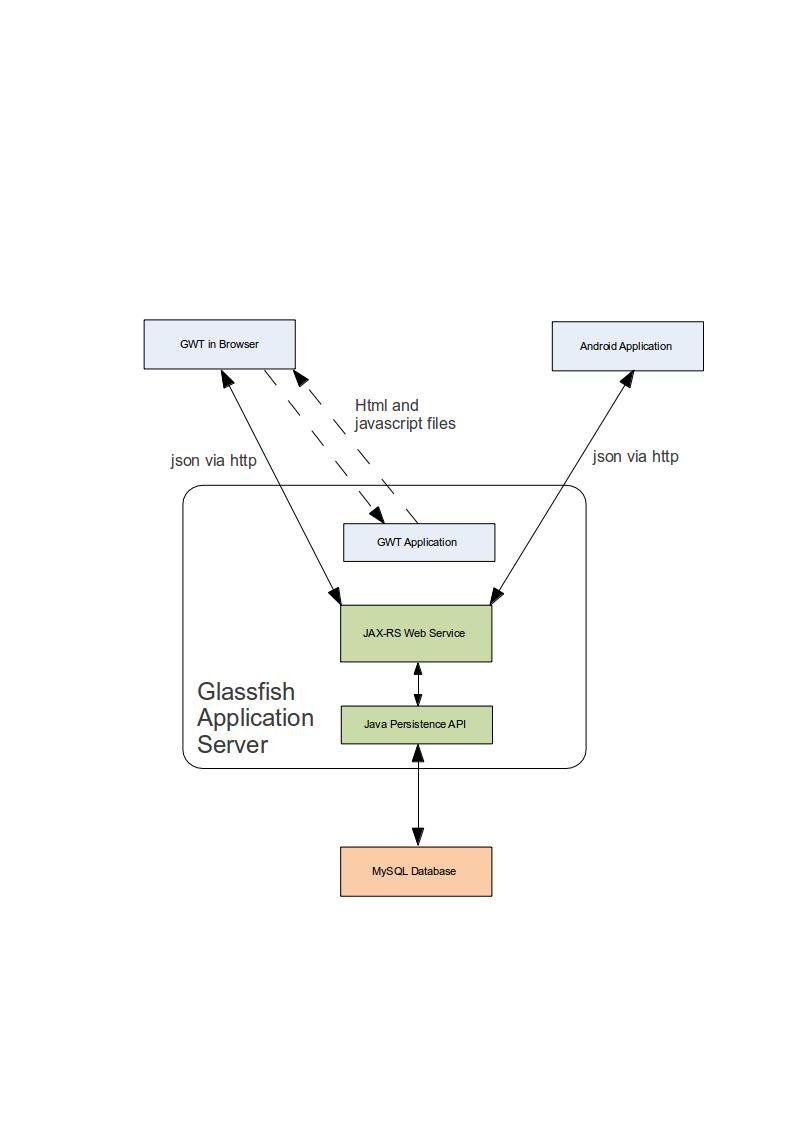 GWT in Browser
Android Application
Html and
javascript files
json via http
json via http
GWT Application
JAX-RS Web Service
Glassfish
Application
Server
Java Persistence API
MySQL Database